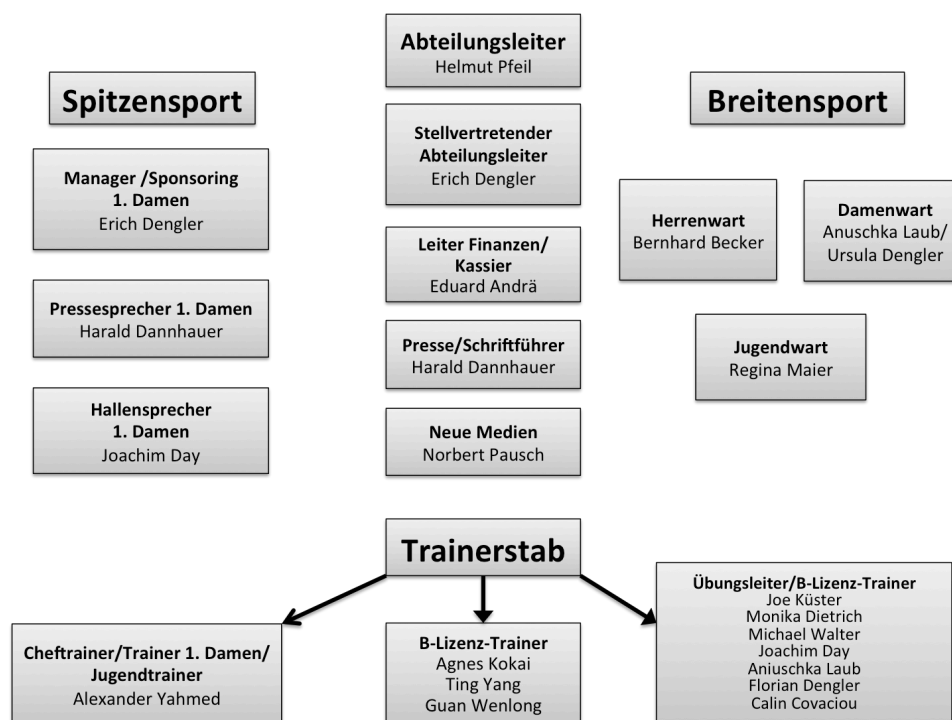 Abteilungsleiter
Helmut Pfeil
Stellvertretender
Abteilungsleiter
Erich Dengler
Leiter Finanzen/
Kassier
Eduard Andrä
Presse/Schriftführer
Harald Dannhauer
Neue Medien
Norbert Pausch
Spitzensport
Manager /Sponsoring
1. Damen
Erich Dengler
Pressesprecher 1. Damen
Harald Dannhauer
Hallensprecher
1. Damen
Joachim Day
Breitensport
Herrenwart
Bernhard Becker
Damenwart
Anuschka Laub/
Ursula Dengler
Jugendwart
Regina Maier
Trainerstab
Cheftrainer/Trainer 1. Damen/
Jugendtrainer
Alexander Yahmed
B-Lizenz-Trainer
Agnes Kokai
Ting Yang
Guan Wenlong
Übungsleiter/B-Lizenz-Trainer
Joe Küster
Monika Dietrich
Michael Walter
Joachim Day
Aniuschka Laub
Florian Dengler
Calin Covaciou